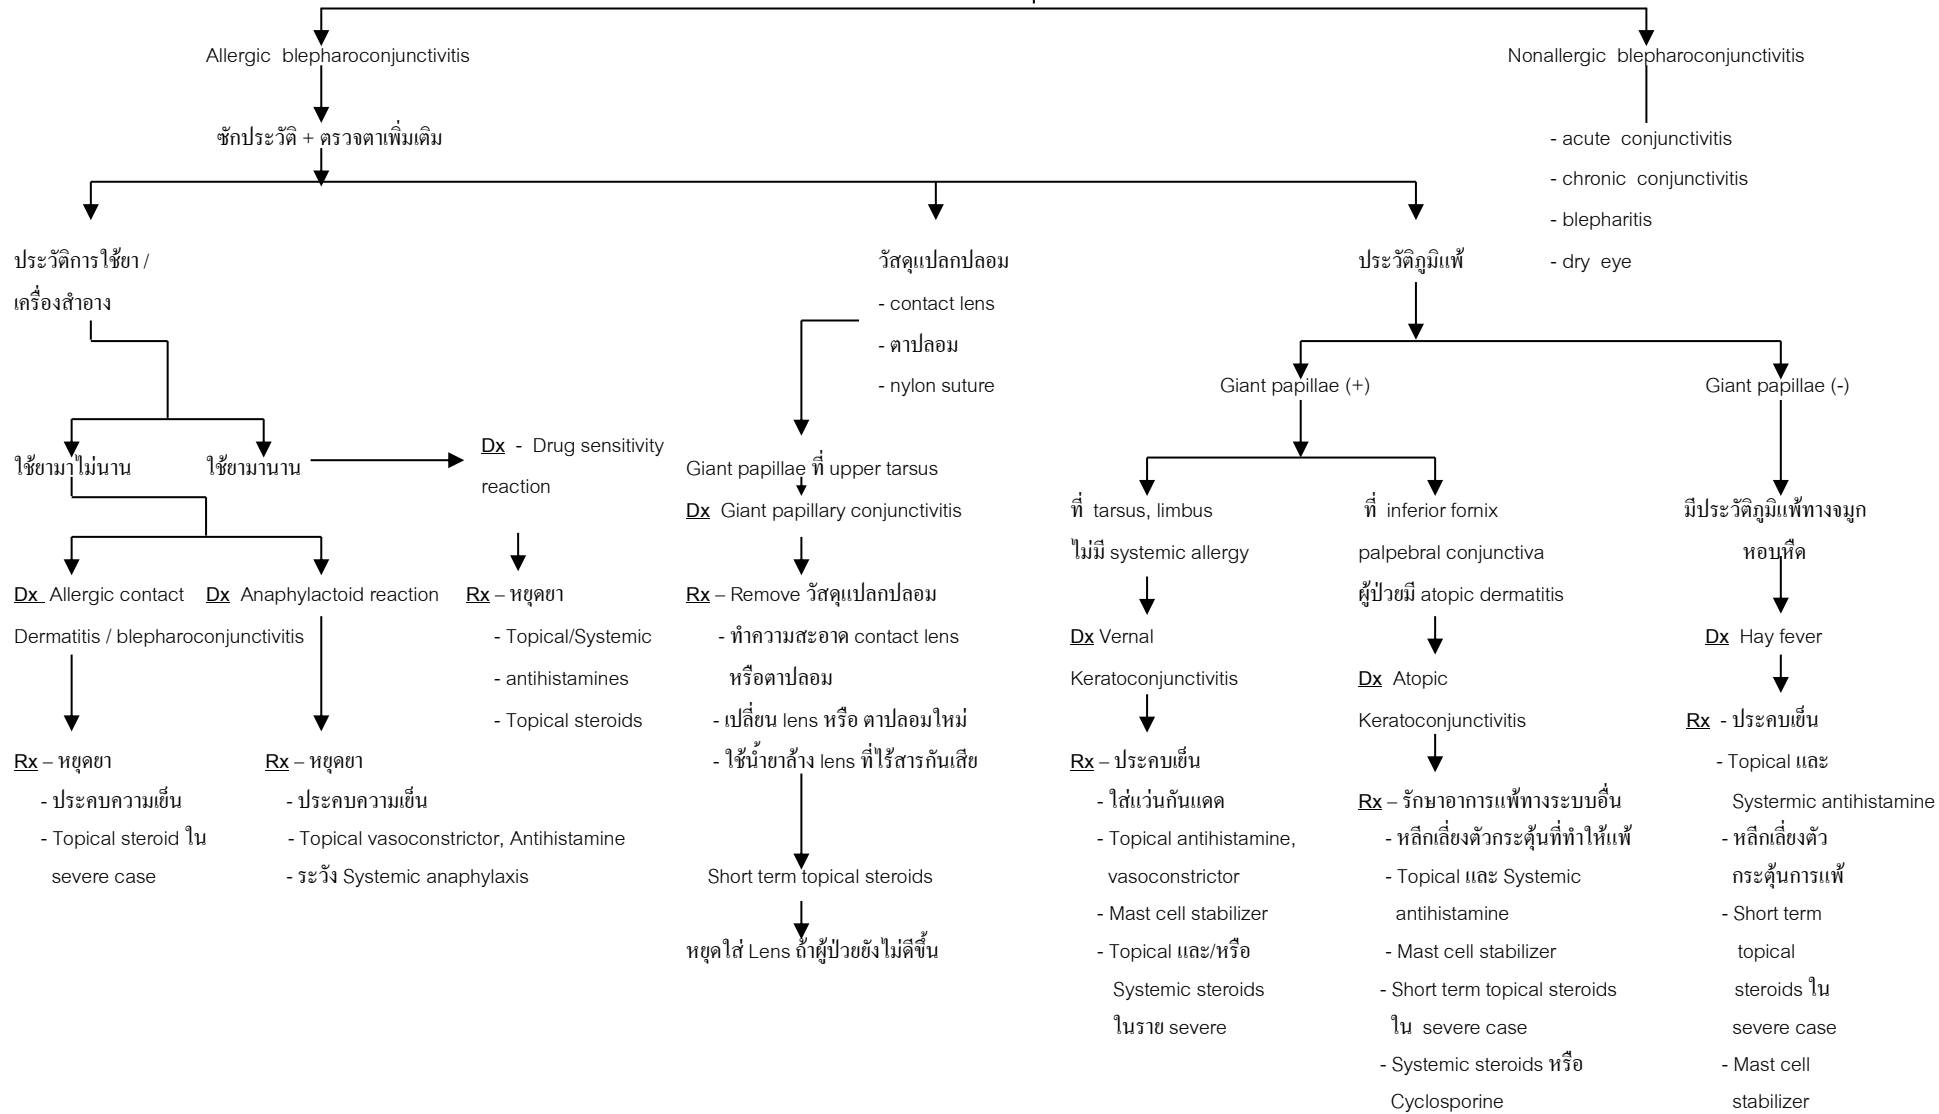 Allergic blepharoconjunctivitis
Nonallergic blepharoconjunctivitis
ซักประวัติ + ตรวจตาเพิ่มเติม
- acute conjunctivitis
- chronic conjunctivitis
- blepharitis
- dry eye
ประวัติการใช้ยา /
เครื่องสำอาง
วัสดุแปลกปลอม
- contact lens
- ตาปลอม
- nylon suture
ประวัติภูมิแพ้
Giant papillae (+)
Giant papillae (-)
ใช้ยามาไม่นาน
ใช้ยามานาน
Dx - Drug sensitivity
reaction
Rx – หยุดยา
- Topical/Systemic
- antihistamines
- Topical steroids
Dx Allergic contact
Dermatitis / blepharoconjunctivitis
Rx – หยุดยา
- ประคบความเย็น
- Topical steroid ใน
severe case
Dx Anaphylactoid reaction
Rx – หยุดยา
- ประคบความเย็น
- Topical vasoconstrictor, Antihistamine
- ระวัง Systemic anaphylaxis
Giant papillae ที่ upper tarsus
Dx Giant papillary conjunctivitis
Rx – Remove วัสดุแปลกปลอม
- ทำความสะอาด contact lens
หรือตาปลอม
- เปลี่ยน lens หรือ ตาปลอมใหม่
- ใช้น้ำยาล้าง lens ที่ไร้สารกันเสีย
Short term topical steroids
หยุดใส่ Lens ถ้าผู้ป่วยยังไม่ดีขึ้น
ที่ tarsus, limbus
ไม่มี systemic allergy
Dx Vernal
Keratoconjunctivitis
Rx – ประคบเย็น
- ใส่แว่นกันแดด
- Topical antihistamine,
vasoconstrictor
- Mast cell stabilizer
- Topical และ/หรือ
Systemic steroids
ในราย severe
ที่ inferior fornix
palpebral conjunctiva
ผู้ป่วยมี atopic dermatitis
Dx Atopic
Keratoconjunctivitis
Rx – รักษาอาการแพ้ทางระบบอื่น
- หลีกเลี่ยงตัวกระตุ้นที่ทำให้แพ้
- Topical และ Systemic
antihistamine
- Mast cell stabilizer
- Short term topical steroids
ใน severe case
- Systemic steroids หรือ
Cyclosporine
มีประวัติภูมิแพ้ทางจมูก
หอบหืด
Dx Hay fever
Rx - ประคบเย็น
- Topical และ
Systermic antihistamine
- หลีกเลี่ยงตัว
กระตุ้นการแพ้
- Short term
topical
steroids ใน
severe case
- Mast cell
stabilizer